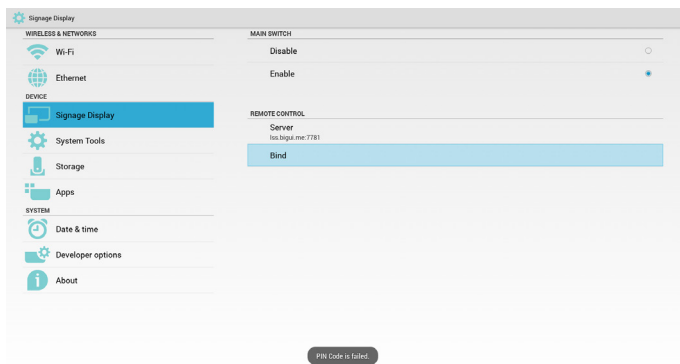 Signage Display
WIRELESS & NETWORKS
Wi-Fi
Ethernet
DEVICE
Signage Display
System Tools
Storage
Apps
SYSTEM
Date & time
Developer options
About
MAIN SWITCH
Disable
Enable
REMOTE CONTROL
Server
lss.bigui.me:7781
Bind
PIN Code is failed.